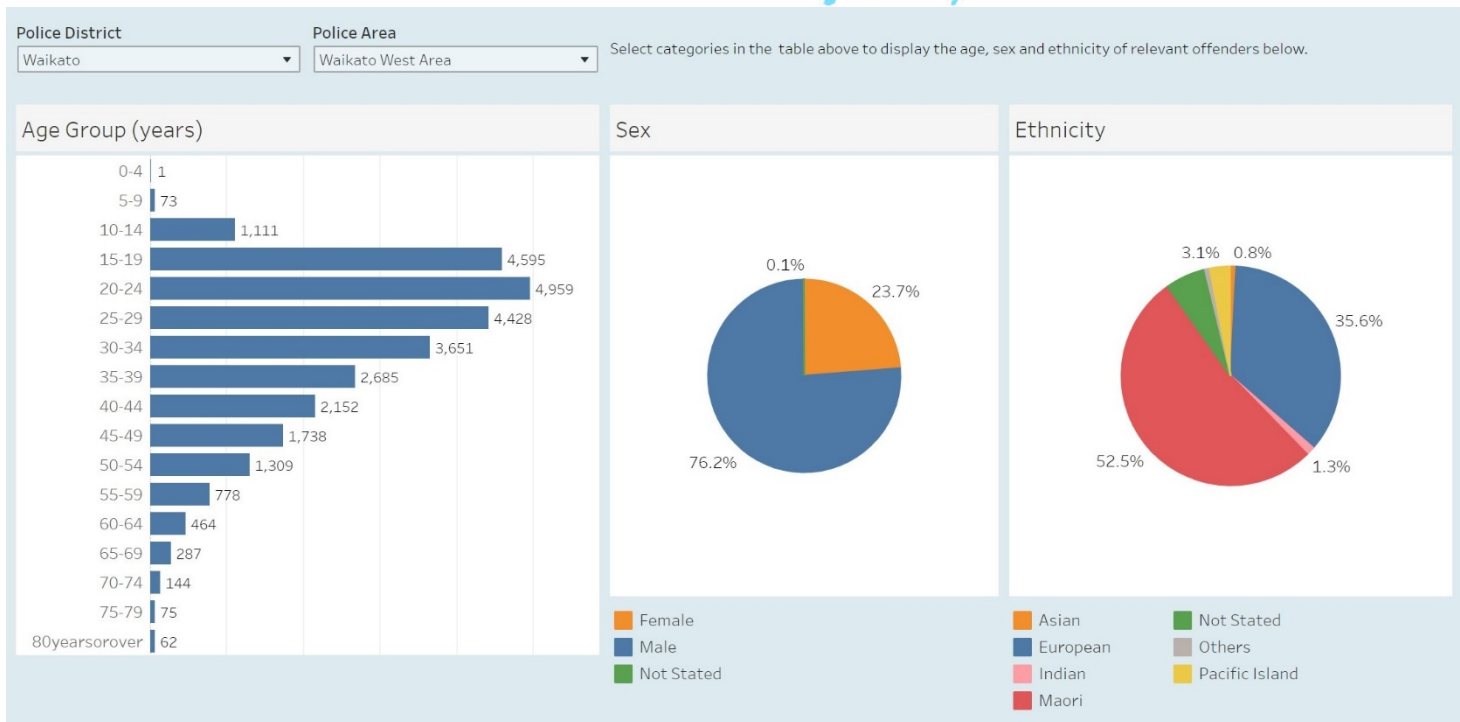 Police District
Police Area
Waikato
Waikato West Area
Select categories in the table above to display the age, sex and ethnicity of relevant offenders below.
Age Group (years)
0-4 1
5-9 73
10-14 1,111
15-19 4,595
20-24 4,959
25-29 4,428
30-34 3,651
35-39 2,685
40-44 2,152
45-49 1,738
50-54 1,309
55-59 778
60-64 464
65-69 287
70-74 144
75-79 75
80yearsorover 62
Sex
0.1%
23.7%
76.2%
Female
Male
Not Stated
Ethnicity
3.1% 0.8%
35.6%
52.5%
1.3%
Asian
European
Indian
Maori
Not Stated
Others
Pacific Island